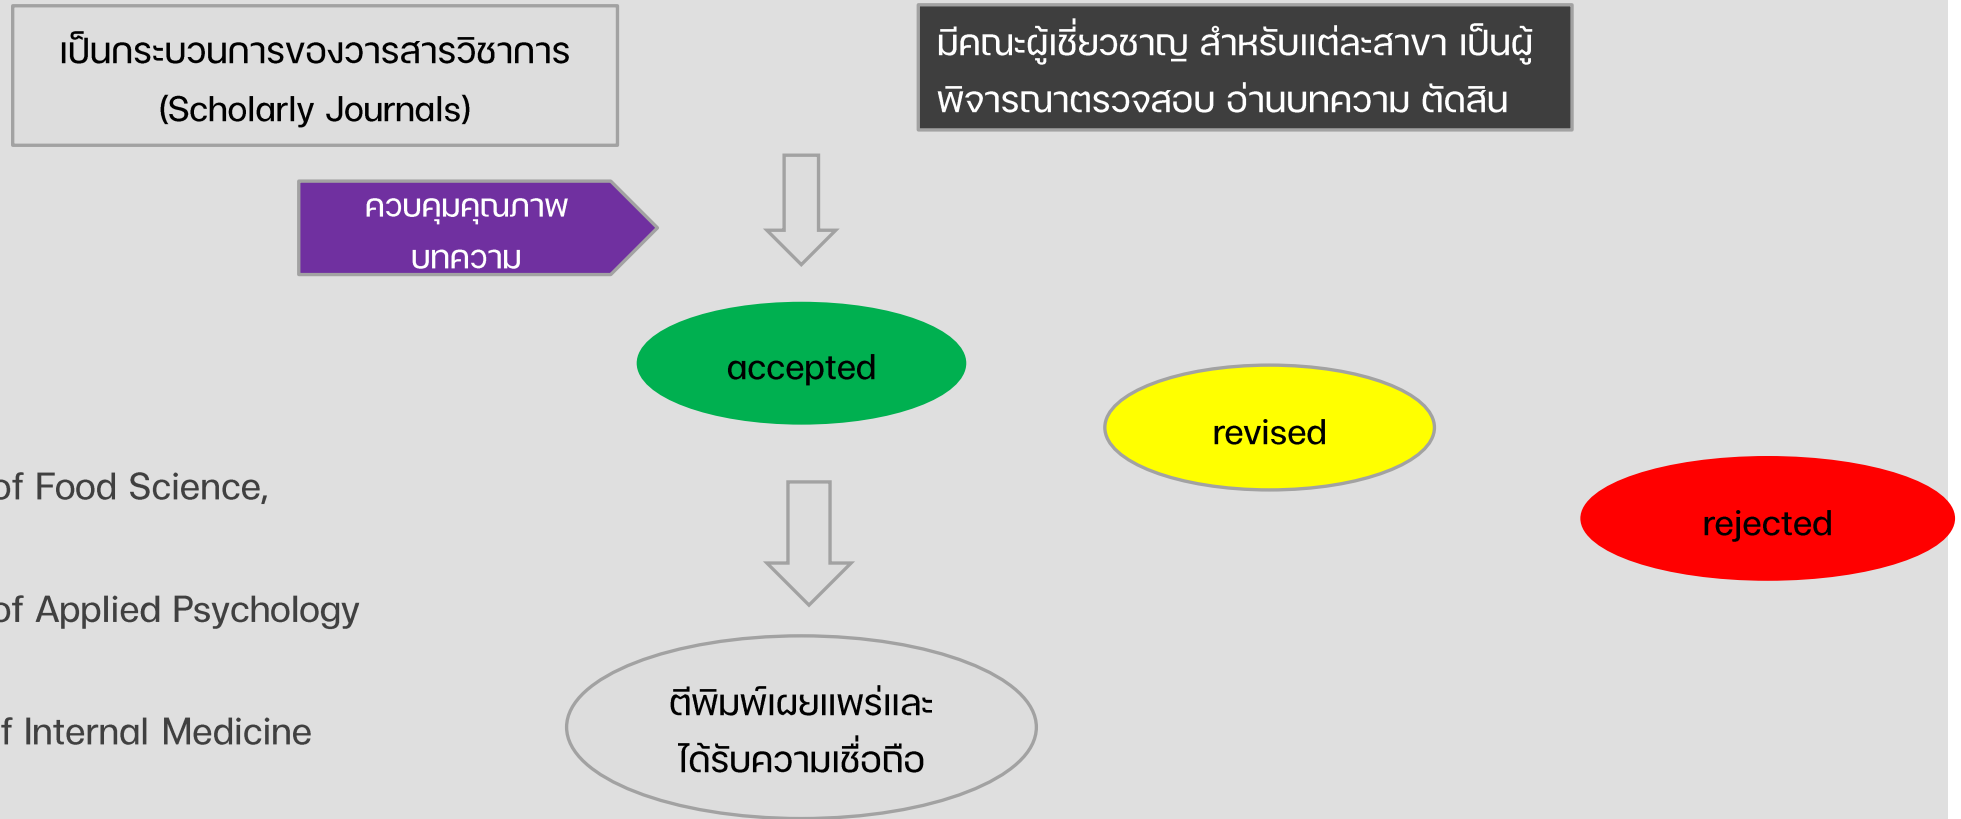 เป็นกระบวนการของวารสารวิชาการ
(Scholarly Journals)
มีคณะผู้เชี่ยวชาญ สำหรับแต่ละสาขา เป็นผู้
พิจารณาตรวจสอบ อ่านบทความ ตัดสิน
ควบคุมคุณภาพ
บทความ
accepted
revised
rejected
of Food Science,
of Applied Psychology
f Internal Medicine
ตีพิมพ์เผยแพร่และ
ได้รับความเชื่อถือ